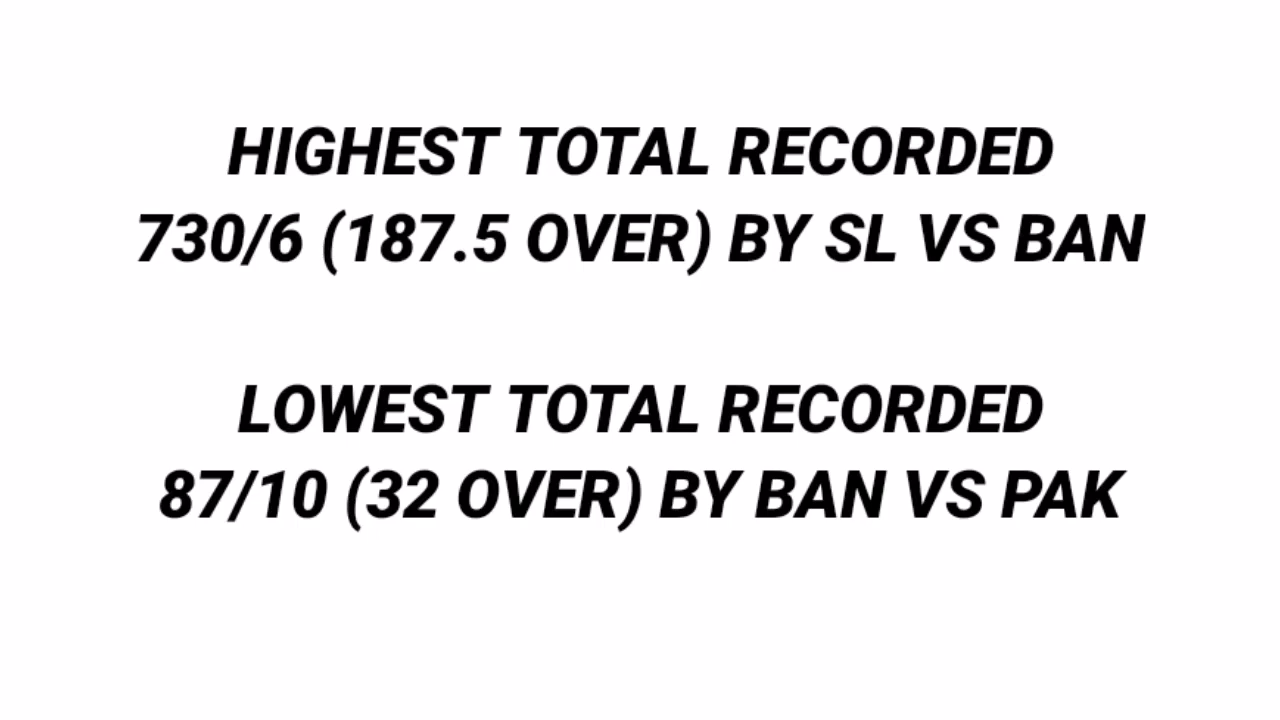 HIGHEST TOTAL RECORDED
730/6 (187.5 OVER) BY SL VS BAN
LOWEST TOTAL RECORDED
87/10 (32 OVER) BY BAN VS PAK